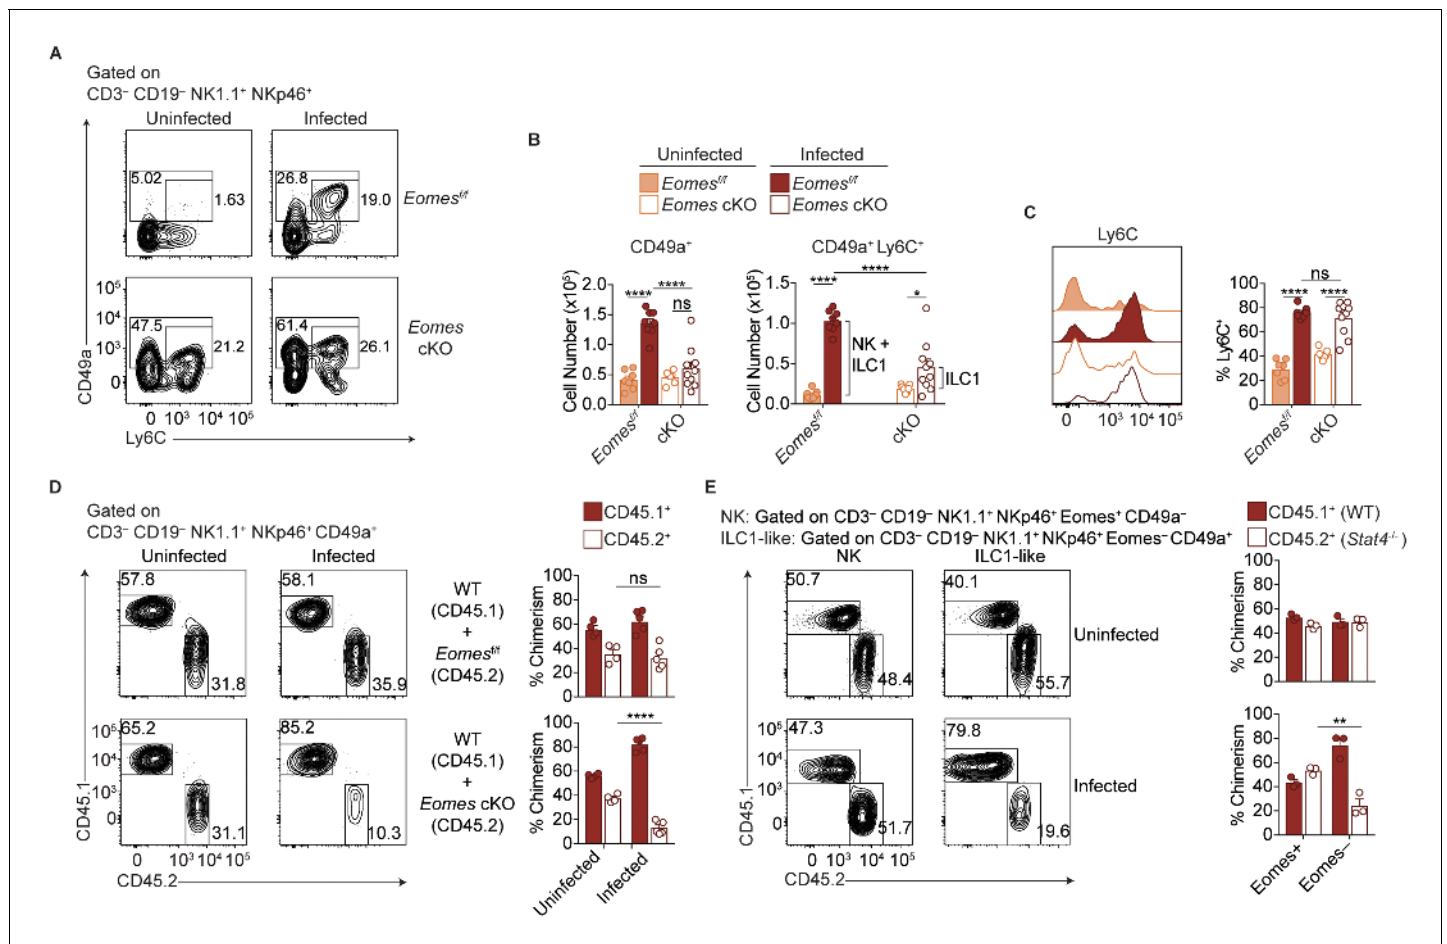 A
Gated on
CD3– CD19– NK1.1+ NKp46+
Uninfected
Infected
5.02
1.63
26.8
19.0
Eomesf/f
47.5
21.2
61.4
26.1
Eomes
cKO
10⁵
10⁴
10³
0
0 10³ 10⁴ 10⁵
CD49a
Ly6C
B
Uninfected
Infected
Eomesf/f
Eomes cKO
Eomesf/f
Eomes cKO
CD49a+
Cell Number (x10⁵)
2.0
1.5
1.0
0.5
0.0
****
****
ns
Eomesf/f
cKO
CD49a+ Ly6C+
Cell Number (x10⁵)
1.5
1.0
0.5
0.0
****
****
*
NK +
ILC1
ILC1
Eomesf/f
cKO
C
Ly6C
0 10³ 10⁴ 10⁵
% Ly6C+
100
80
60
40
20
0
ns
****
****
Eomesf/f
cKO
D
Gated on
CD3– CD19– NK1.1+ NKp46+ CD49a+
Uninfected
Infected
57.8
31.8
58.1
35.9
WT
(CD45.1)
+
Eomesf/f
(CD45.2)
65.2
31.1
85.2
10.3
WT
(CD45.1)
+
Eomes cKO
(CD45.2)
10⁵
10⁴
10³
0
0 10³ 10⁴ 10⁵
CD45.1
CD45.2
CD45.1+
CD45.2+
% Chimerism
100
80
60
40
20
0
ns
% Chimerism
100
80
60
40
20
0
****
Uninfected
Infected
E
NK: Gated on CD3– CD19– NK1.1+ NKp46+ Eomes+ CD49a–
ILC1-like: Gated on CD3– CD19– NK1.1+ NKp46+ Eomes– CD49a+
NK
ILC1-like
50.7
48.4
40.1
55.7
Uninfected
47.3
51.7
79.8
19.6
Infected
10⁵
10⁴
10³
0
0 10³ 10⁴ 10⁵
0 10³ 10⁴ 10⁵
CD45.1
CD45.2
CD45.1+ (WT)
CD45.2+ (Stat4-/-)
% Chimerism
100
80
60
40
20
0
% Chimerism
100
80
60
40
20
0
**
Eomes+
Eomes–